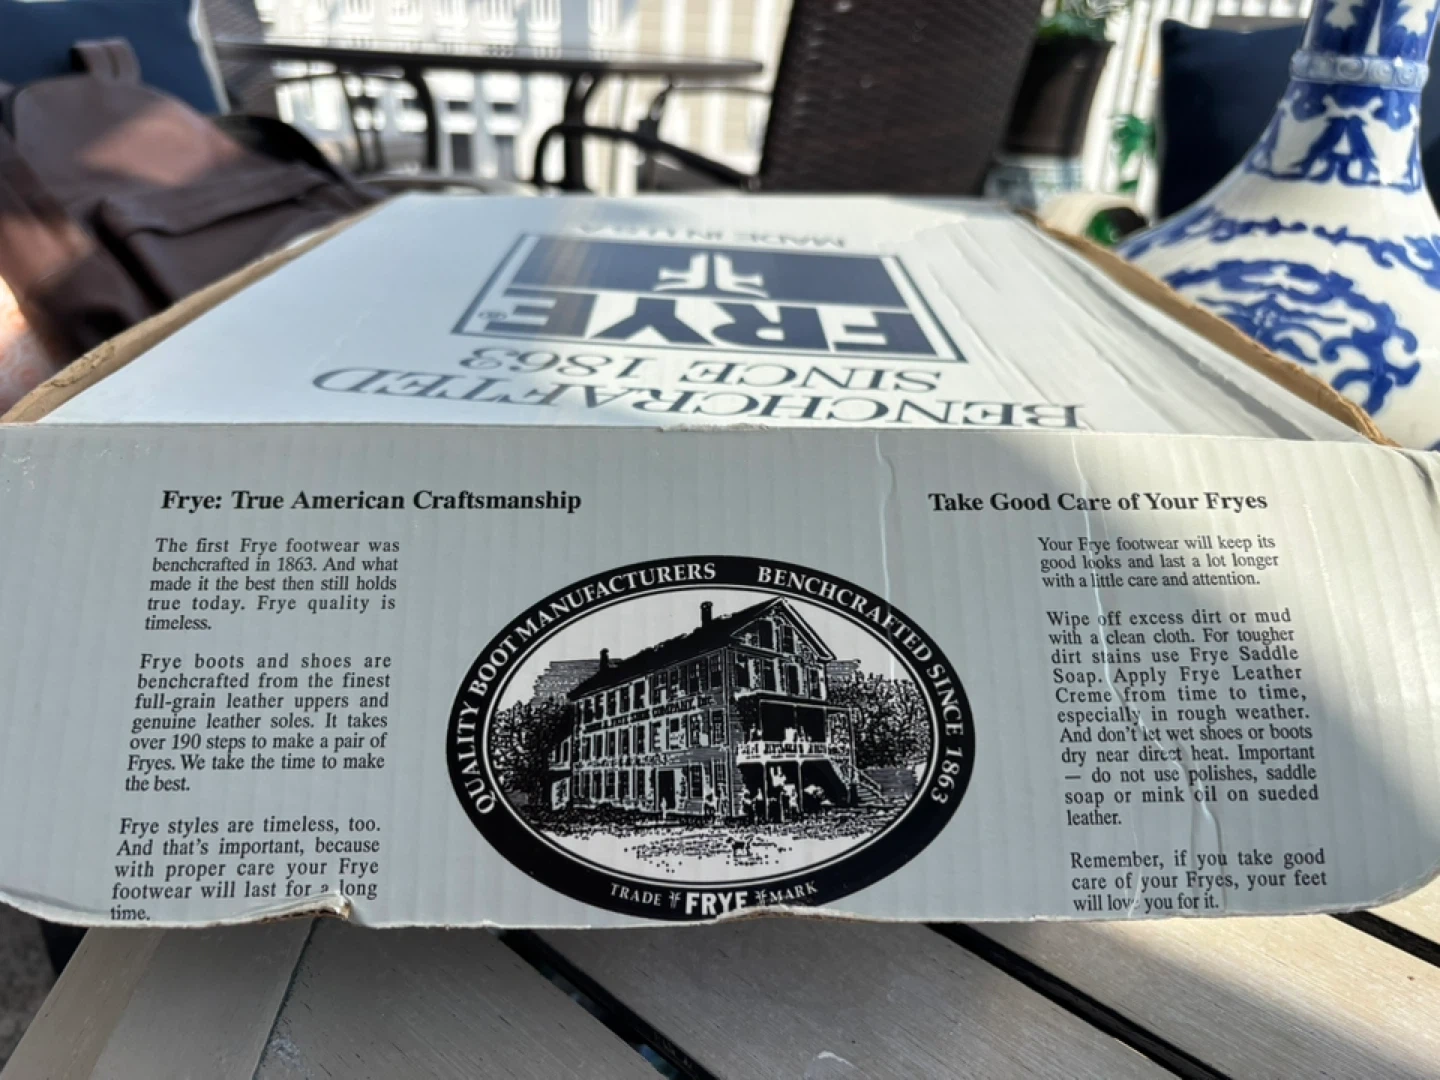 MADE IN U.S.A.
FRYE®
SINCE 1863
BENCHCRAFTED
Frye: True American Craftsmanship
The first Frye footwear was
benchcrafted in 1863. And what
made it the best then still holds
true today. Frye quality is
timeless.
Frye boots and shoes are
benchcrafted from the finest
full-grain leather uppers and
genuine leather soles. It takes
over 190 steps to make a pair of
Fryes. We take the time to make
the best.
Frye styles are timeless, too.
And that's important, because
with proper care your Frye
footwear will last for a long
time.
QUALITY BOOT MANUFACTURERS BENCHCRAFTED SINCE 1863
SHOE COMPANY
TRADE FRYE MARK
Take Good Care of Your Fryes
Your Frye footwear will keep its
good looks and last a lot longer
with a little care and attention.
Wipe off excess dirt or mud
with a clean cloth. For tougher
dirt stains use Frye Saddle
Soap. Apply Frye Leather
Creme from time to time,
especially in rough weather.
And don't let wet shoes or boots
dry near direct heat. Important
— do not use polishes, saddle
soap or mink oil on sueded
leather.
Remember, if you take good
care of your Fryes, your feet
will love you for it.